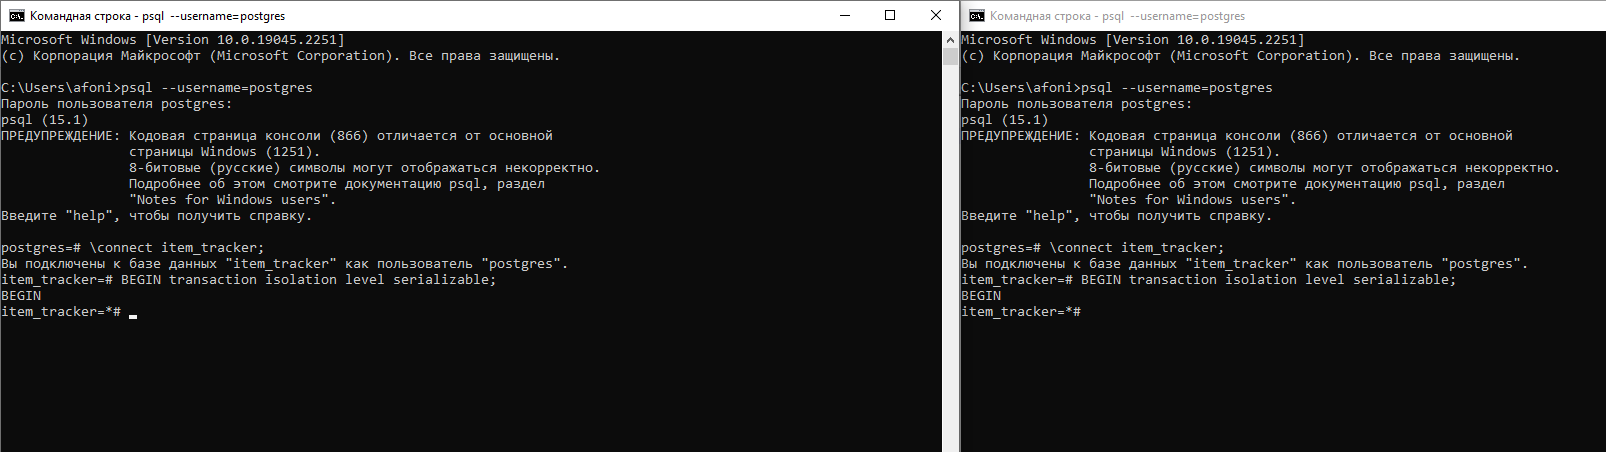 Командная строка - psql --username=postgres
Microsoft Windows [Version 10.0.19045.2251]
(c) Корпорация Майкрософт (Microsoft Corporation). Все права защищены.
C:\Users\afoni>psql --username=postgres
Пароль пользователя postgres:
psql (15.1)
ПРЕДУПРЕЖДЕНИЕ: Кодовая страница консоли (866) отличается от основной
страницы Windows (1251).
8-битовые (русские) символы могут отображаться некорректно.
Подробнее об этом смотрите документацию psql, раздел
"Notes for Windows users".
Введите "help", чтобы получить справку.
postgres=# \connect item_tracker;
Вы подключены к базе данных "item_tracker" как пользователь "postgres".
item_tracker=# BEGIN transaction isolation level serializable;
BEGIN
item_tracker=*#
Командная строка - psql --username=postgres
Microsoft Windows [Version 10.0.19045.2251]
(c) Корпорация Майкрософт (Microsoft Corporation). Все права защищены.
C:\Users\afoni>psql --username=postgres
Пароль пользователя postgres:
psql (15.1)
ПРЕДУПРЕЖДЕНИЕ: Кодовая страница консоли (866) отличается от основной
страницы Windows (1251).
8-битовые (русские) символы могут отображаться некорректно.
Подробнее об этом смотрите документацию psql, раздел
"Notes for Windows users".
Введите "help", чтобы получить справку.
postgres=# \connect item_tracker;
Вы подключены к базе данных "item_tracker" как пользователь "postgres".
item_tracker=# BEGIN transaction isolation level serializable;
BEGIN
item_tracker=*#